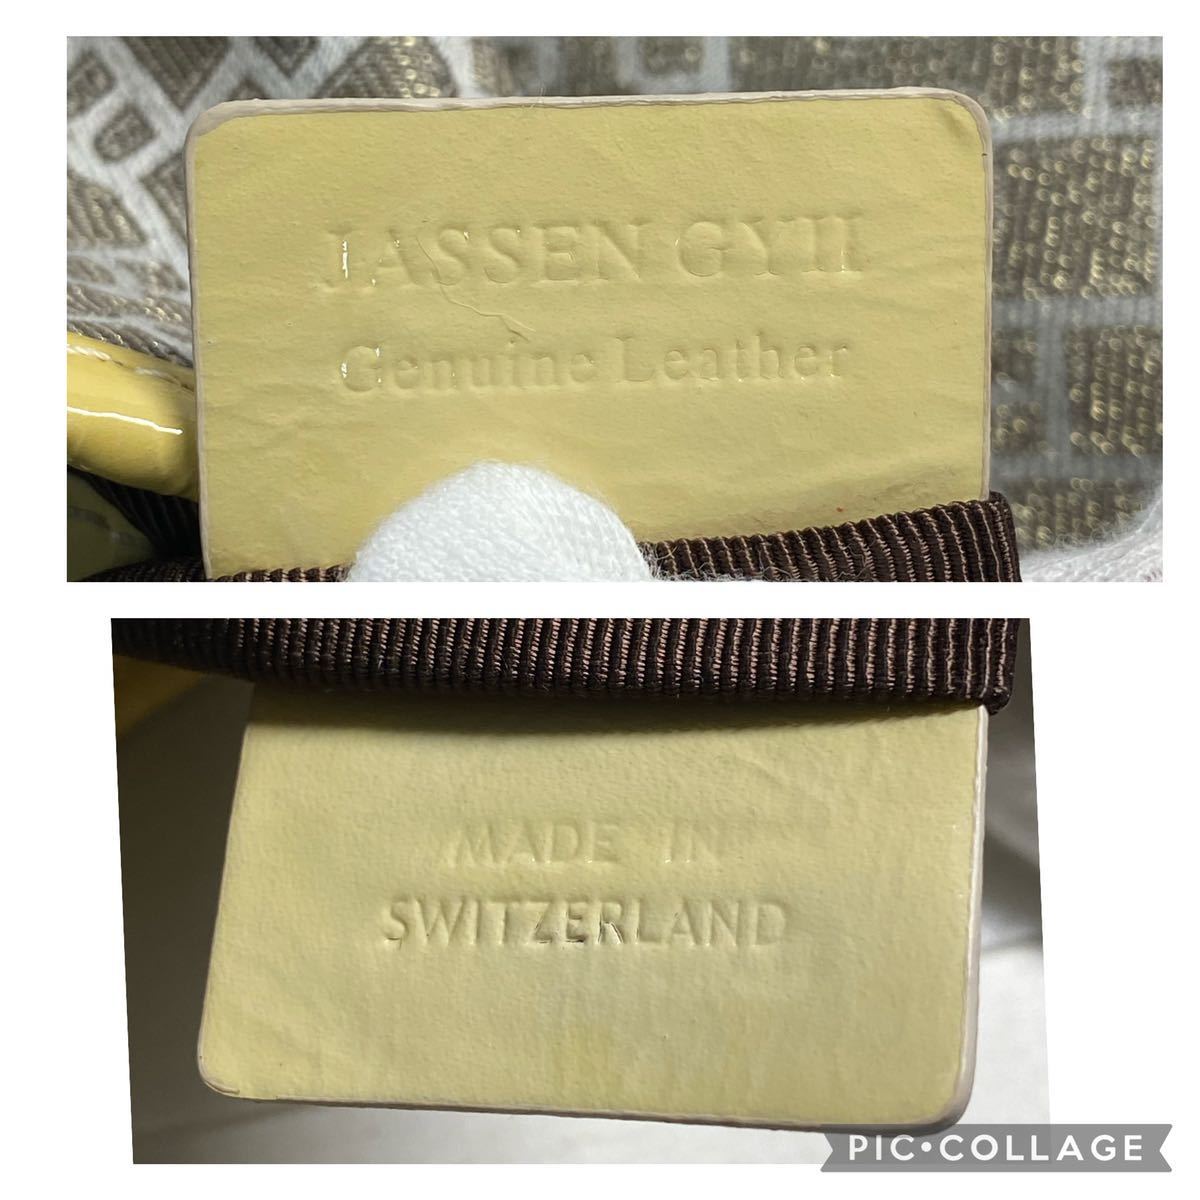 JASSEN GYII
Genuine Leather
MADE IN
SWITZERLAND
PIC•COLLAGE